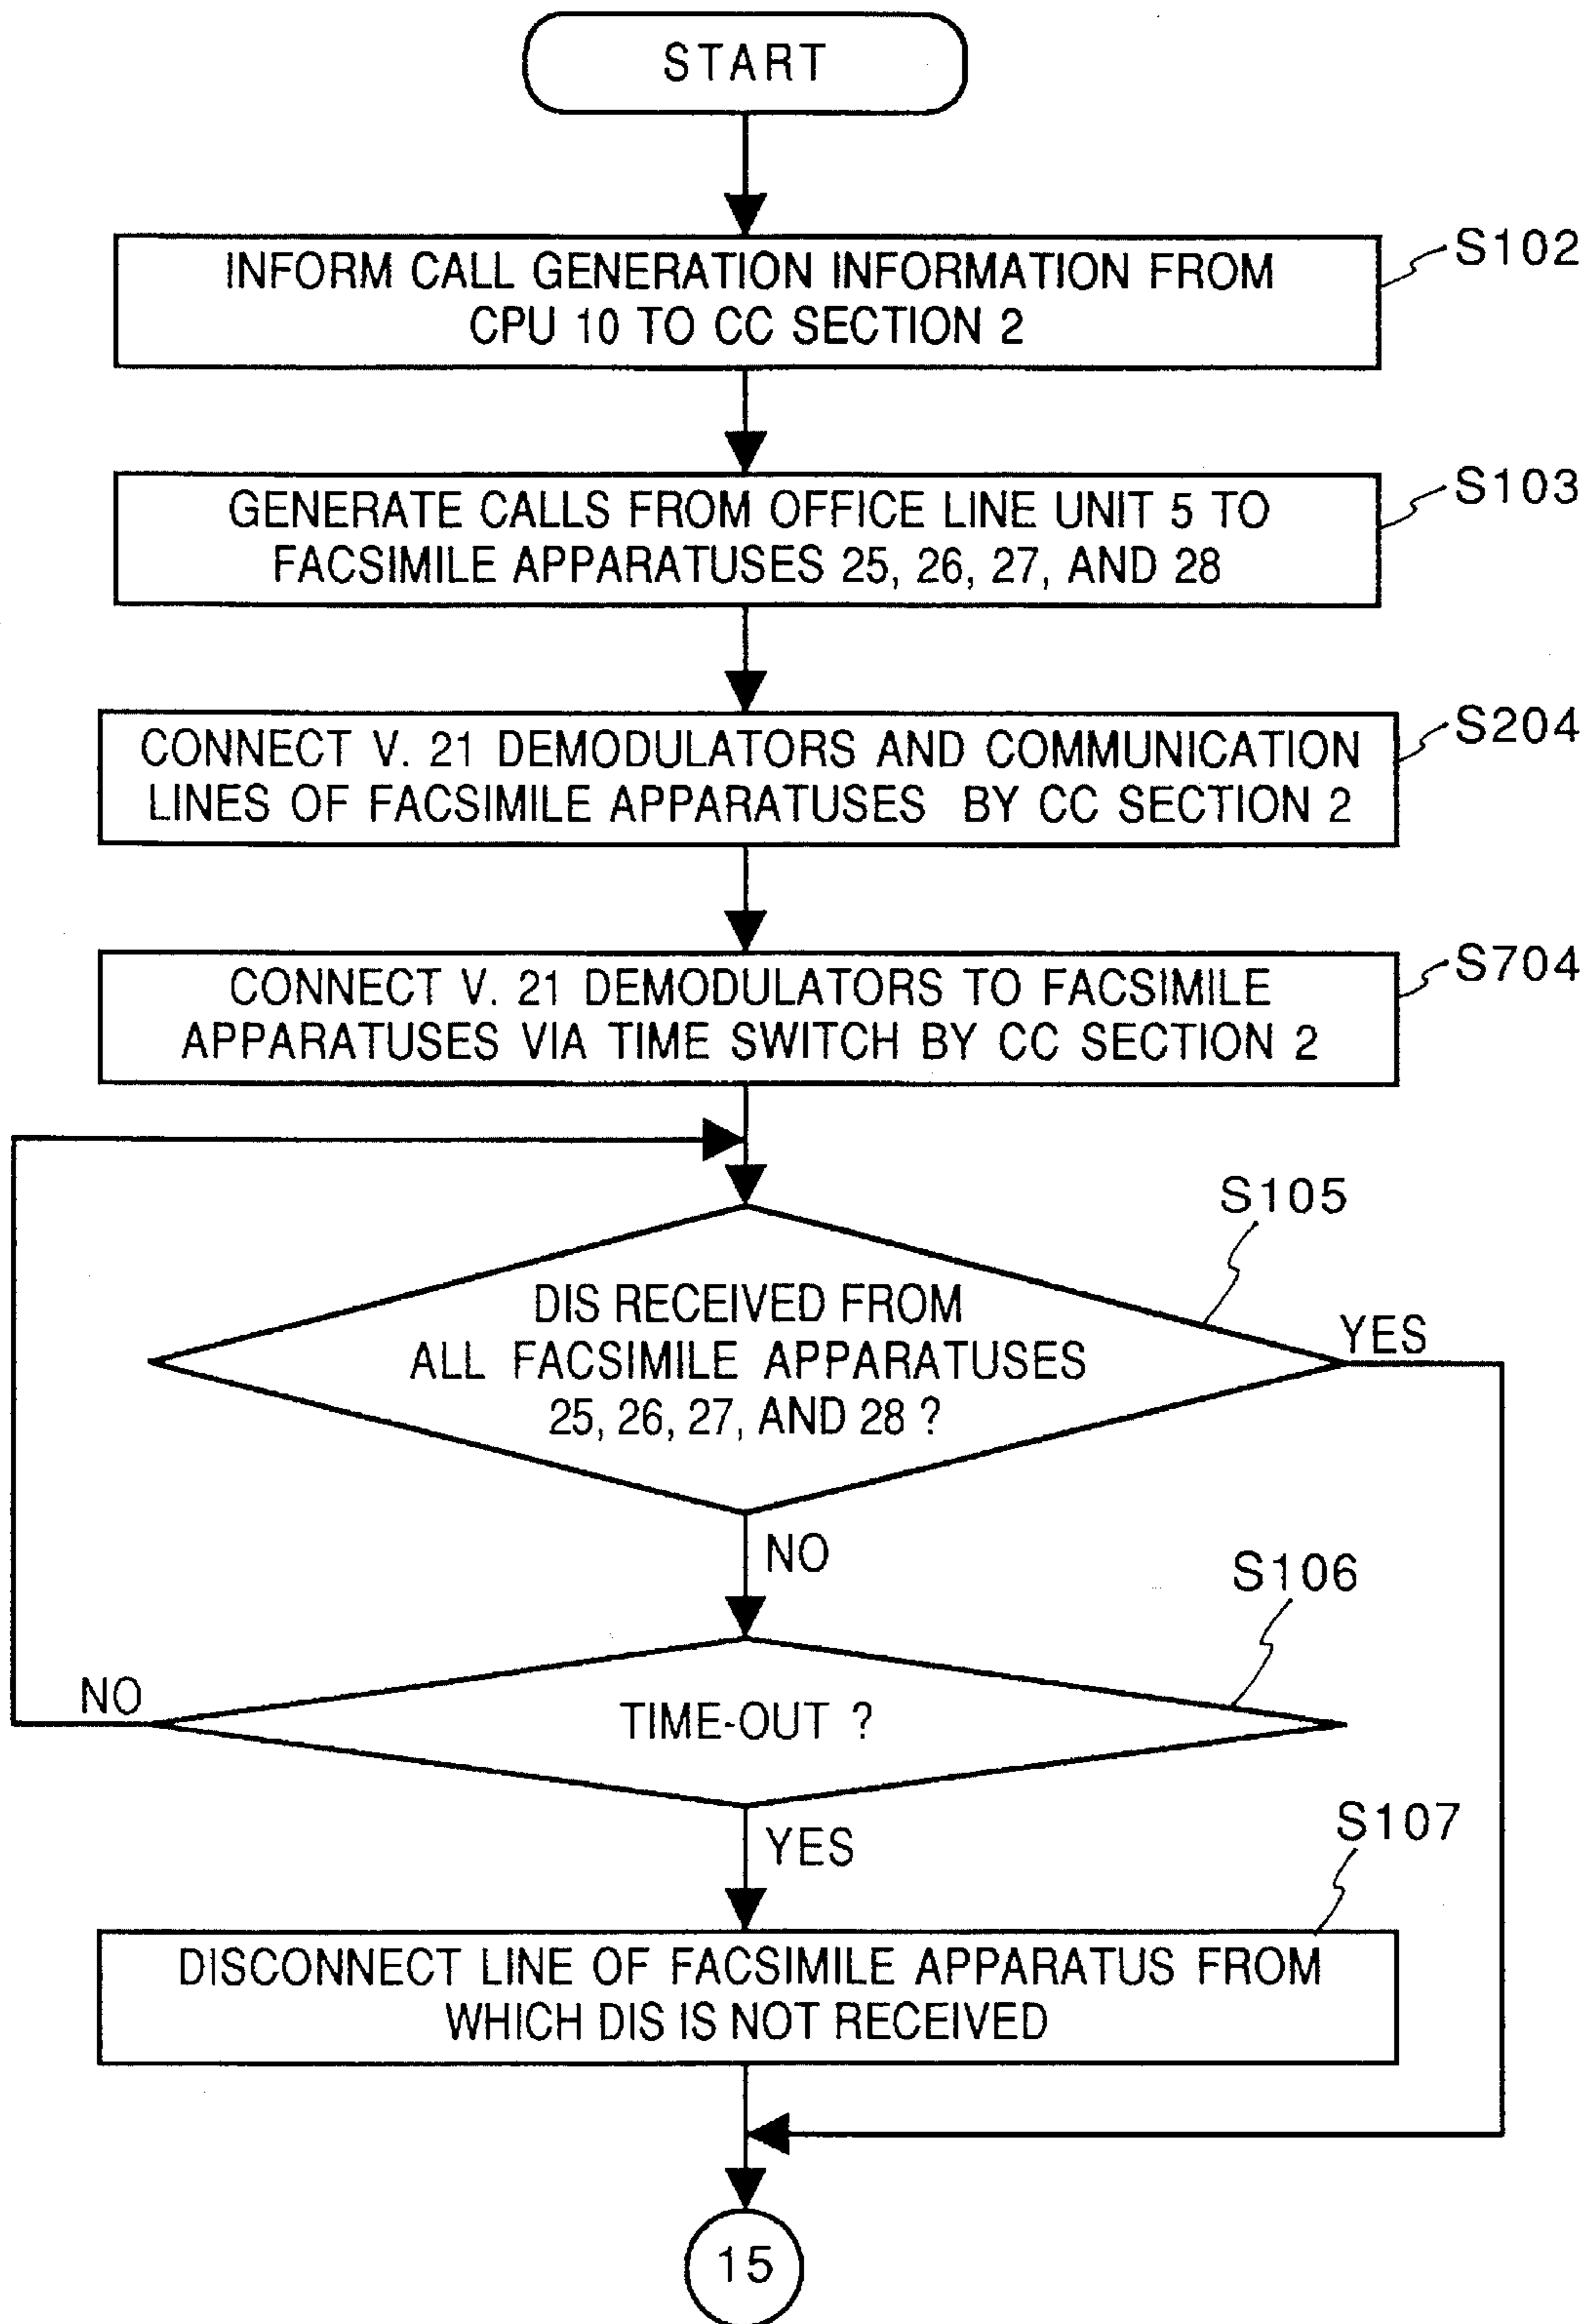 START
INFORM CALL GENERATION INFORMATION FROM
CPU 10 TO CC SECTION 2
S102
GENERATE CALLS FROM OFFICE LINE UNIT 5 TO
FACSIMILE APPARATUSES 25, 26, 27, AND 28
S103
CONNECT V. 21 DEMODULATORS AND COMMUNICATION
LINES OF FACSIMILE APPARATUSES BY CC SECTION 2
S204
CONNECT V. 21 DEMODULATORS TO FACSIMILE
APPARATUSES VIA TIME SWITCH BY CC SECTION 2
S704
S105
DIS RECEIVED FROM
ALL FACSIMILE APPARATUSES
25, 26, 27, AND 28 ?
YES
NO
S106
TIME-OUT ?
NO
YES
S107
DISCONNECT LINE OF FACSIMILE APPARATUS FROM
WHICH DIS IS NOT RECEIVED
15